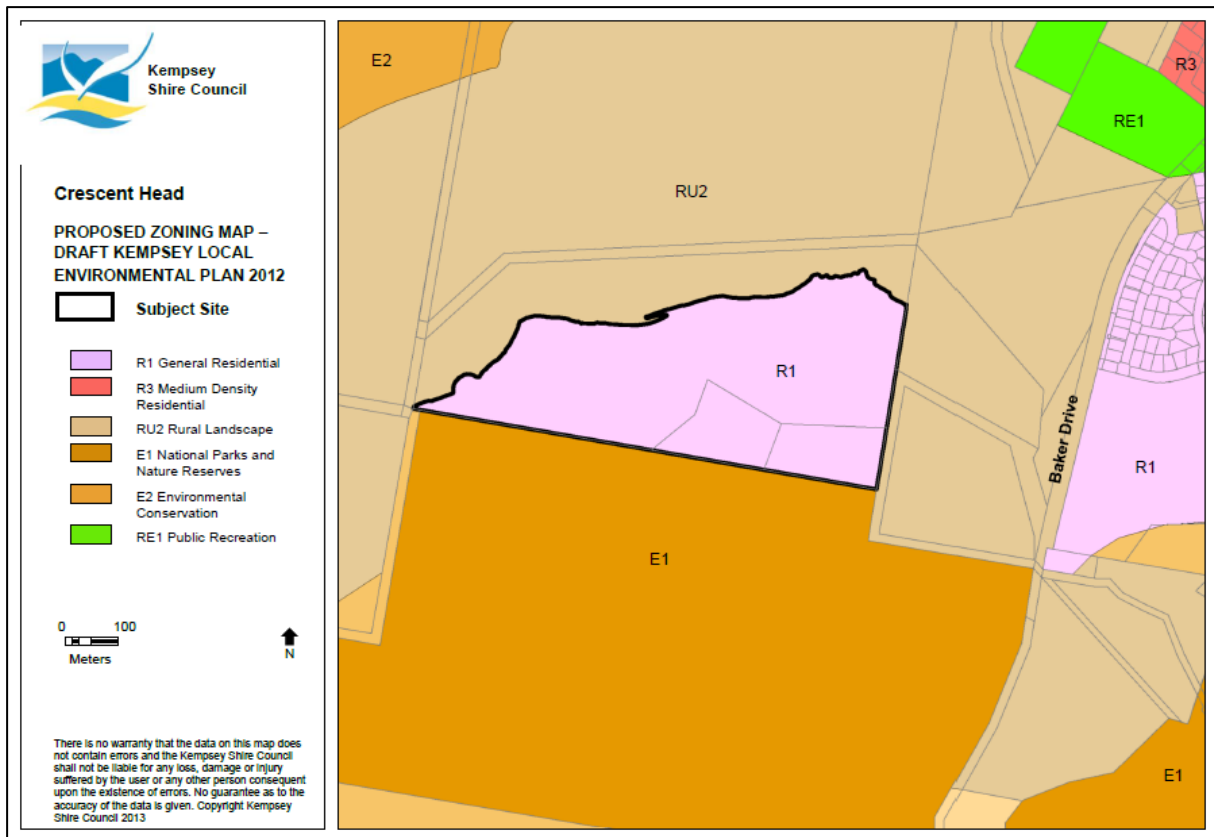 Kempsey
Shire Council
Crescent Head
PROPOSED ZONING MAP –
DRAFT KEMPSEY LOCAL
ENVIRONMENTAL PLAN 2012
Subject Site
R1 General Residential
R3 Medium Density
Residential
RU2 Rural Landscape
E1 National Parks and
Nature Reserves
E2 Environmental
Conservation
RE1 Public Recreation
0 100
Meters
N
There is no warranty that the data on this map does
not contain errors and the Kempsey Shire Council
shall not be liable for any loss, damage or injury
suffered by the user or any other person consequent
upon the existence of errors. No guarantee as to the
accuracy of the data is given. Copyright Kempsey
Shire Council 2013
E2
R3
RE1
RU2
R1
Baker Drive
R1
E1
E1